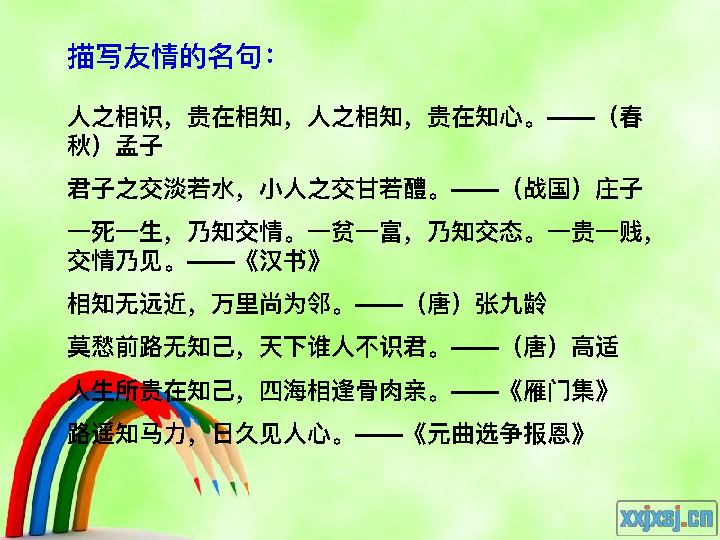 描写友情的名句：
人之相识，贵在相知，人之相知，贵在知心。——（春
秋）孟子
君子之交淡若水，小人之交甘若醴。——（战国）庄子
一死一生，乃知交情。一贫一富，乃知交态。一贵一贱，
交情乃见。——《汉书》
相知无远近，万里尚为邻。——（唐）张九龄
莫愁前路无知己，天下谁人不识君。——（唐）高适
人生所贵在知己，四海相逢骨肉亲。——《雁门集》
路遥知马力，日久见人心。——《元曲选争报恩》
xxjxsj.cn